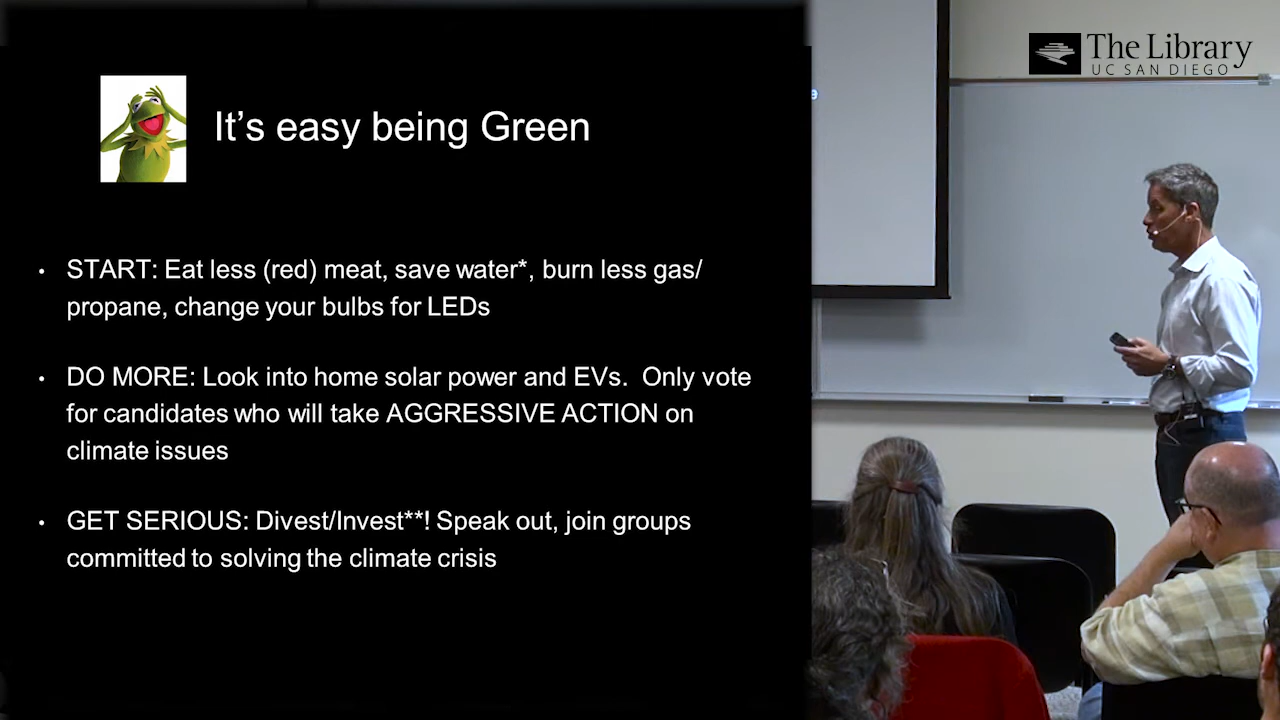 The Library
UC SAN DIEGO
It's easy being Green
• START: Eat less (red) meat, save water*, burn less gas/
propane, change your bulbs for LEDs
• DO MORE: Look into home solar power and EVs. Only vote
for candidates who will take AGGRESSIVE ACTION on
climate issues
• GET SERIOUS: Divest/Invest**! Speak out, join groups
committed to solving the climate crisis
e